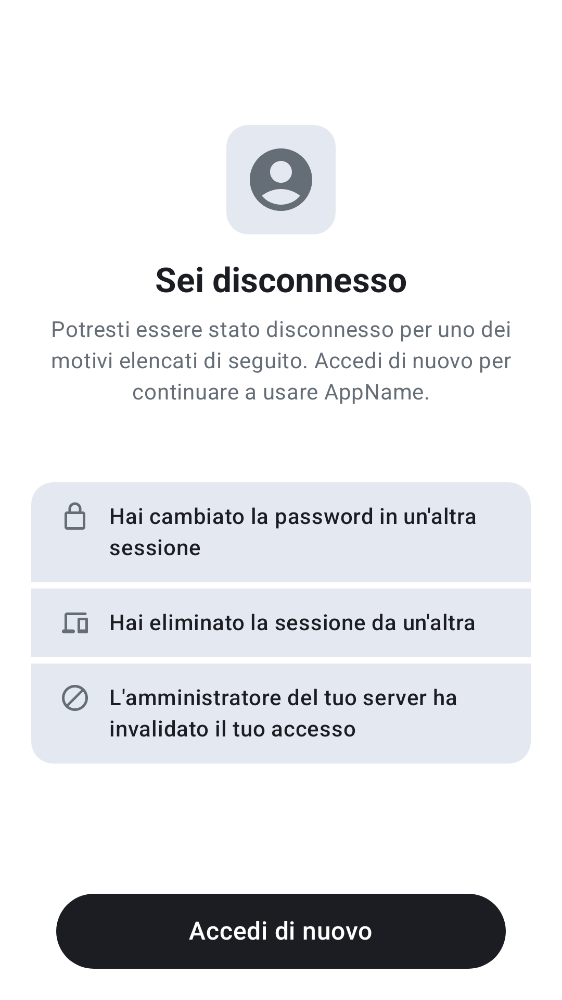 Sei disconnesso
Potresti essere stato disconnesso per uno dei
motivi elencati di seguito. Accedi di nuovo per
continuare a usare AppName.
Hai cambiato la password in un'altra
sessione
Hai eliminato la sessione da un'altra
L'amministratore del tuo server ha
invalidato il tuo accesso
Accedi di nuovo